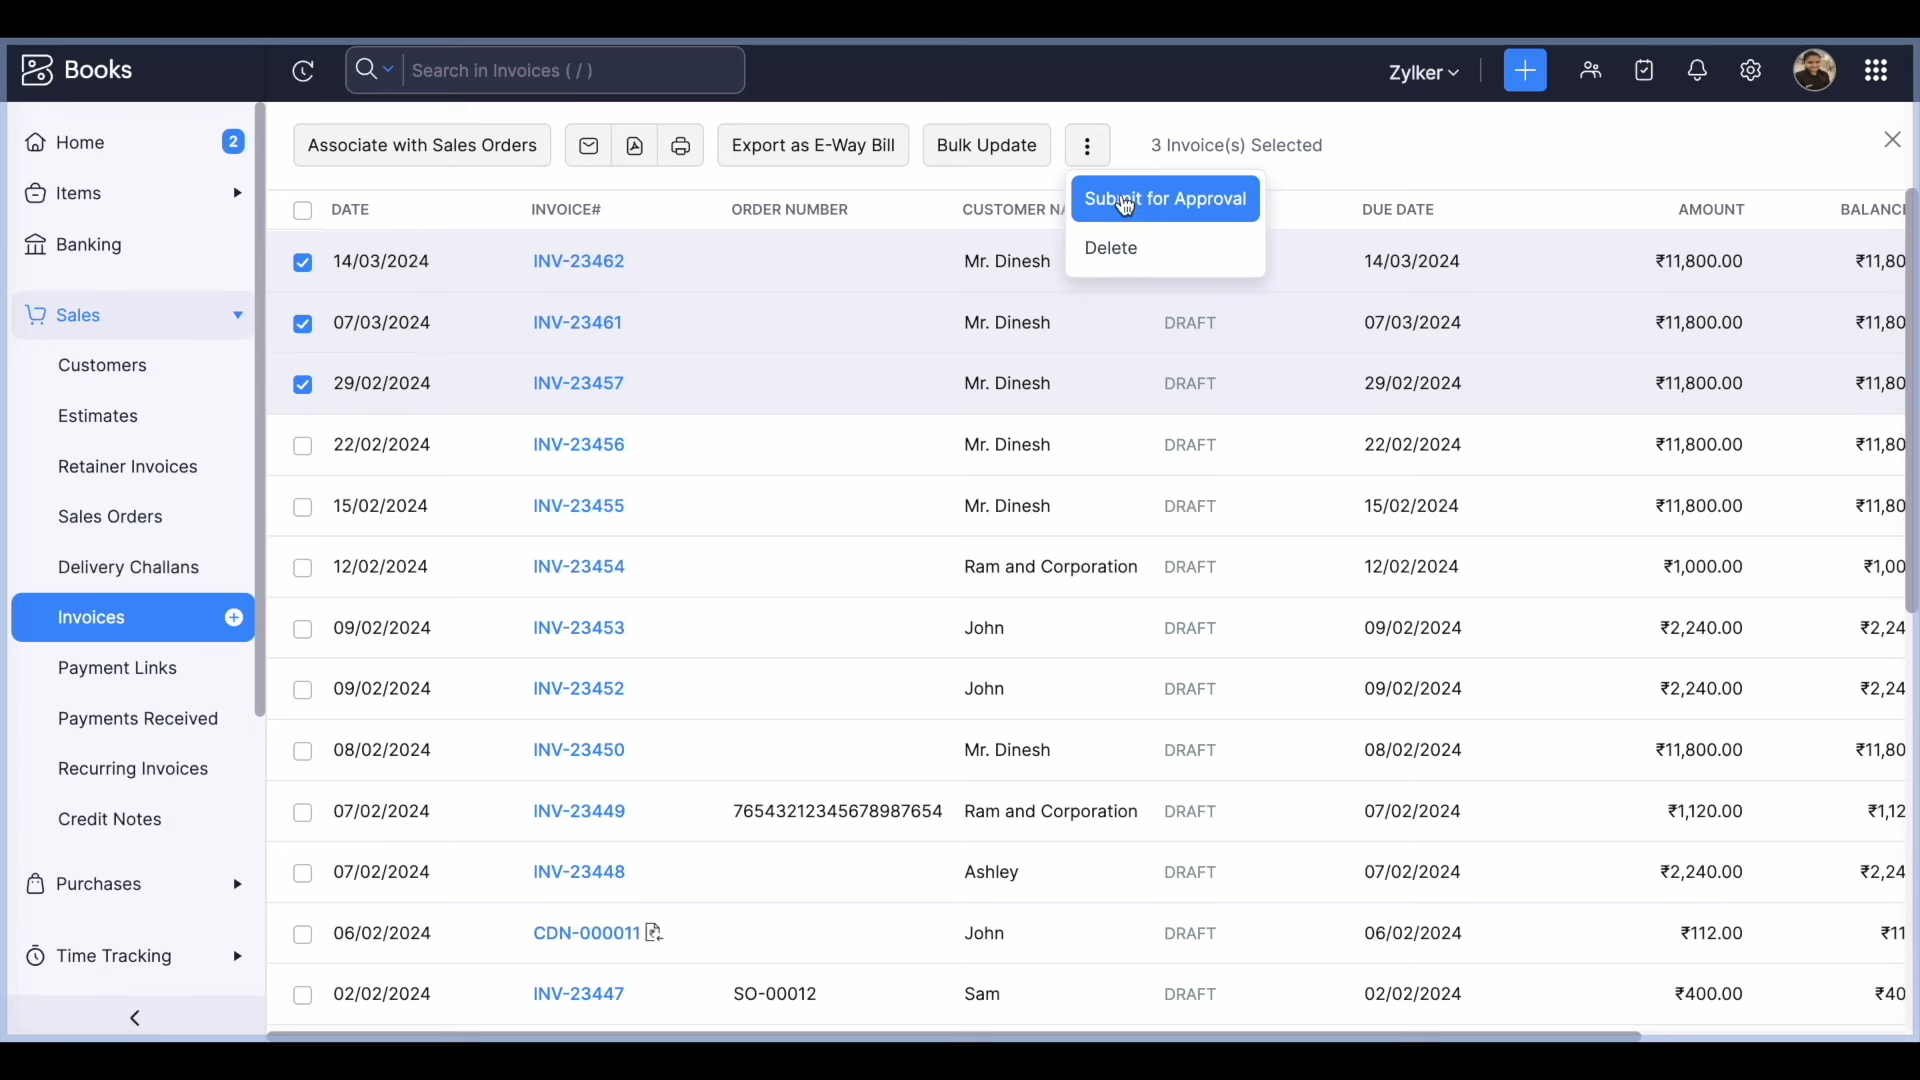 Books
Search in Invoices ( / )
Zylker
Home
2
Items
Banking
Sales
Customers
Estimates
Retainer Invoices
Sales Orders
Delivery Challans
Invoices
Payment Links
Payments Received
Recurring Invoices
Credit Notes
Purchases
Time Tracking
Associate with Sales Orders
Export as E-Way Bill
Bulk Update
3 Invoice(s) Selected
Submit for Approval
Delete
DATE INVOICE# ORDER NUMBER CUSTOMER NA DUE DATE AMOUNT BALANC
14/03/2024 INV-23462 Mr. Dinesh 14/03/2024 ₹11,800.00 ₹11,80
07/03/2024 INV-23461 Mr. Dinesh DRAFT 07/03/2024 ₹11,800.00 ₹11,80
29/02/2024 INV-23457 Mr. Dinesh DRAFT 29/02/2024 ₹11,800.00 ₹11,80
22/02/2024 INV-23456 Mr. Dinesh DRAFT 22/02/2024 ₹11,800.00 ₹11,80
15/02/2024 INV-23455 Mr. Dinesh DRAFT 15/02/2024 ₹11,800.00 ₹11,80
12/02/2024 INV-23454 Ram and Corporation DRAFT 12/02/2024 ₹1,000.00 ₹1,00
09/02/2024 INV-23453 John DRAFT 09/02/2024 ₹2,240.00 ₹2,24
09/02/2024 INV-23452 John DRAFT 09/02/2024 ₹2,240.00 ₹2,24
08/02/2024 INV-23450 Mr. Dinesh DRAFT 08/02/2024 ₹11,800.00 ₹11,80
07/02/2024 INV-23449 76543212345678987654 Ram and Corporation DRAFT 07/02/2024 ₹1,120.00 ₹1,12
07/02/2024 INV-23448 Ashley DRAFT 07/02/2024 ₹2,240.00 ₹2,24
06/02/2024 CDN-000011 John DRAFT 06/02/2024 ₹112.00 ₹11
02/02/2024 INV-23447 SO-00012 Sam DRAFT 02/02/2024 ₹400.00 ₹40